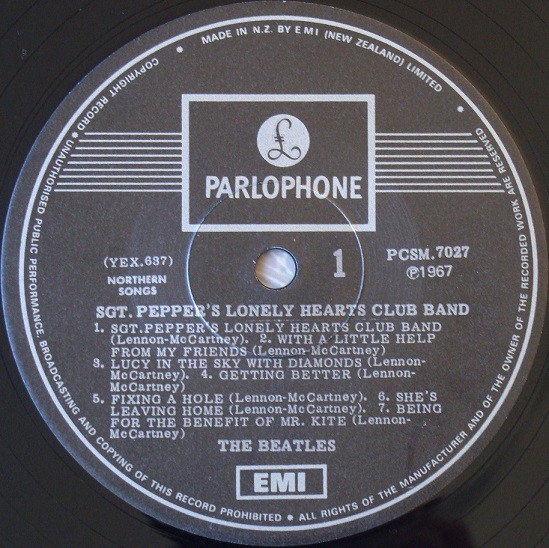 MADE IN N.Z. BY EMI (NEW ZEALAND) LIMITED
COPYRIGHT RECORD • UNAUTHORISED PUBLIC PERFORMANCE, BROADCASTING AND COPYING OF THIS RECORD PROHIBITED • ALL RIGHTS OF THE MANUFACTURER AND OF THE OWNER OF THE RECORDED WORK ARE RESERVED
£
PARLOPHONE
(YEX.637)
NORTHERN
SONGS
1
PCSM.7027
℗1967
SGT. PEPPER'S LONELY HEARTS CLUB BAND
1. SGT.PEPPER'S LONELY HEARTS CLUB BAND
(Lennon-McCartney). 2. WITH A LITTLE HELP
FROM MY FRIENDS (Lennon-McCartney)
3. LUCY IN THE SKY WITH DIAMONDS (Lennon-
McCartney). 4. GETTING BETTER (Lennon-
McCartney)
5. FIXING A HOLE (Lennon-McCartney). 6. SHE'S
LEAVING HOME (Lennon-McCartney). 7. BEING
FOR THE BENEFIT OF MR. KITE (Lennon-
McCartney)
THE BEATLES
EMI